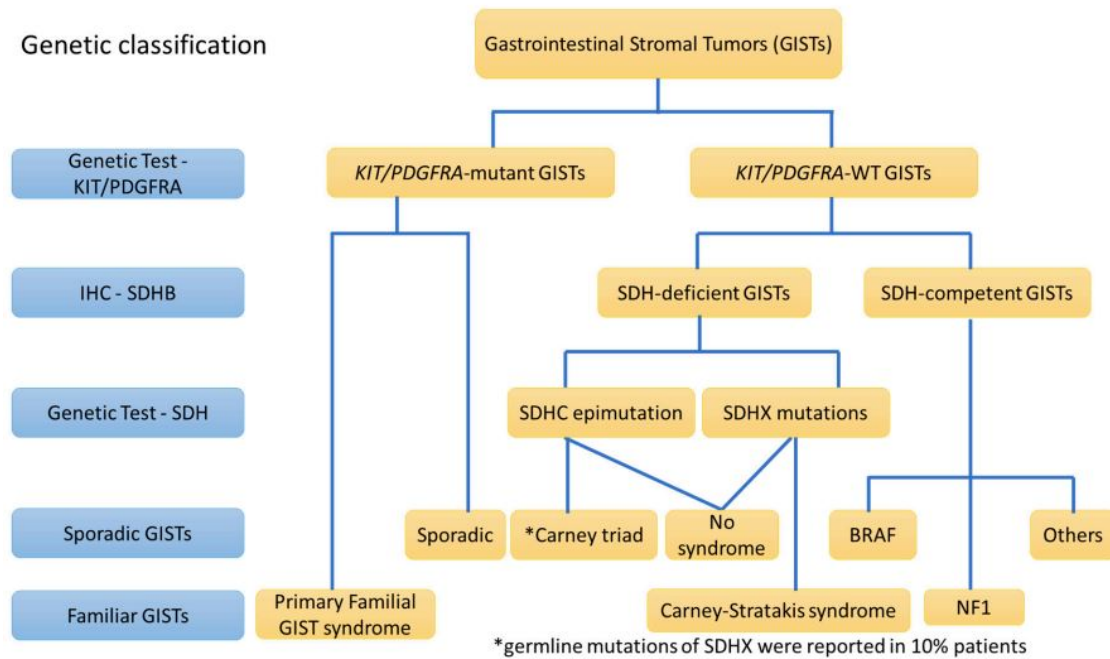 Genetic classification
Gastrointestinal Stromal Tumors (GISTs)
Genetic Test -
KIT/PDGFRA
KIT/PDGFRA-mutant GISTs
KIT/PDGFRA-WT GISTs
IHC - SDHB
SDH-deficient GISTs
SDH-competent GISTs
Genetic Test - SDH
SDHC epimutation
SDHX mutations
Sporadic GISTs
Sporadic
*Carney triad
No
syndrome
BRAF
Others
Familiar GISTs
Primary Familial
GIST syndrome
Carney-Stratakis syndrome
NF1
*germline mutations of SDHX were reported in 10% patients